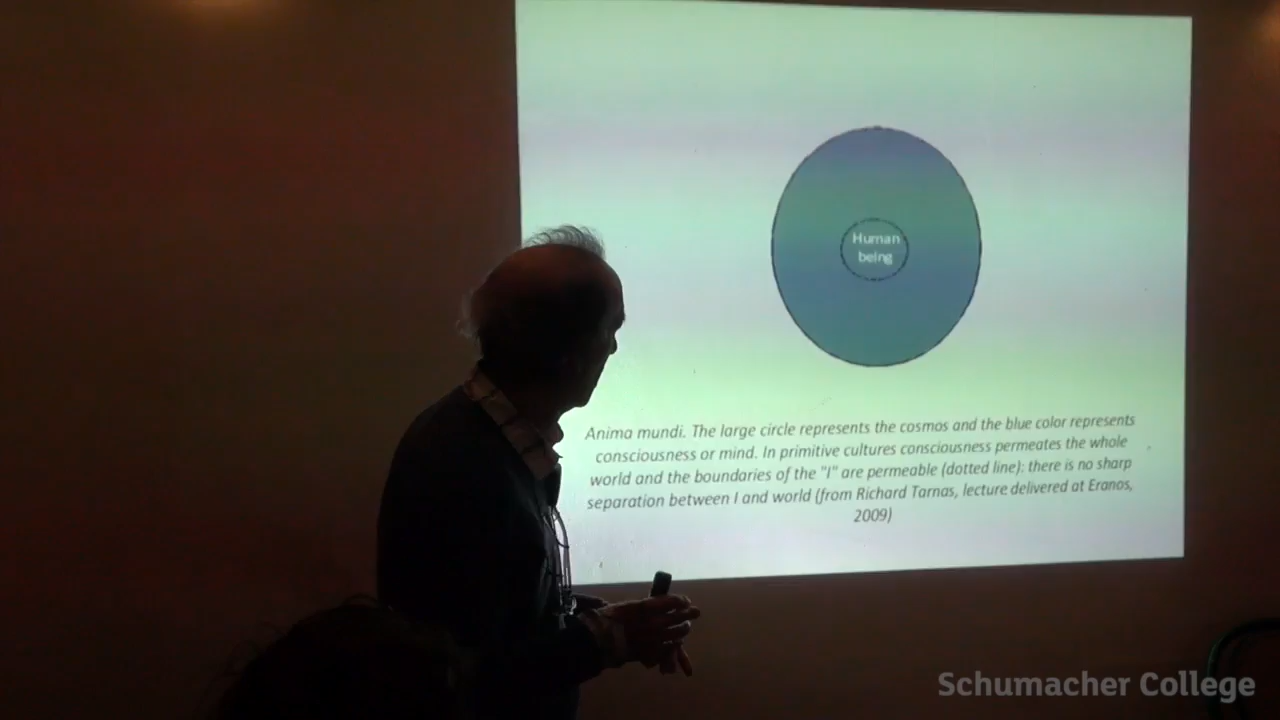 Human
being
Anima mundi. The large circle represents the cosmos and the blue color represents
consciousness or mind. In primitive cultures consciousness permeates the whole
world and the boundaries of the "I" are permeable (dotted line): there is no sharp
separation between I and world (from Richard Tarnas, lecture delivered at Eranos,
2009)
Schumacher College